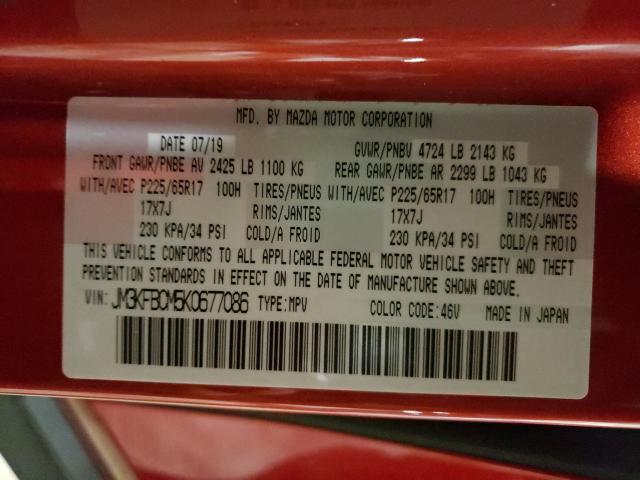 MFD. BY MAZDA MOTOR CORPORATION
DATE 07/19 GVWR/PNBV 4724 LB 2143 KG
FRONT GAWR/PNBE AV 2425 LB 1100 KG REAR GAWR/PNBE AR 2299 LB 1043 KG
WITH/AVEC P225/65R17 100H TIRES/PNEUS WITH/AVEC P225/65R17 100H TIRES/PNEUS
17X7J RIMS/JANTES 17X7J RIMS/JANTES
230 KPA/34 PSI COLD/A FROID 230 KPA/34 PSI COLD/A FROID
THIS VEHICLE CONFORMS TO ALL APPLICABLE FEDERAL MOTOR VEHICLE SAFETY AND THEFT
PREVENTION STANDARDS IN EFFECT ON THE DATE OF MANUFACTURE SHOWN ABOVE.
VIN: JM3KFBCM5K0677086 TYPE:MPV COLOR CODE:46V MADE IN JAPAN